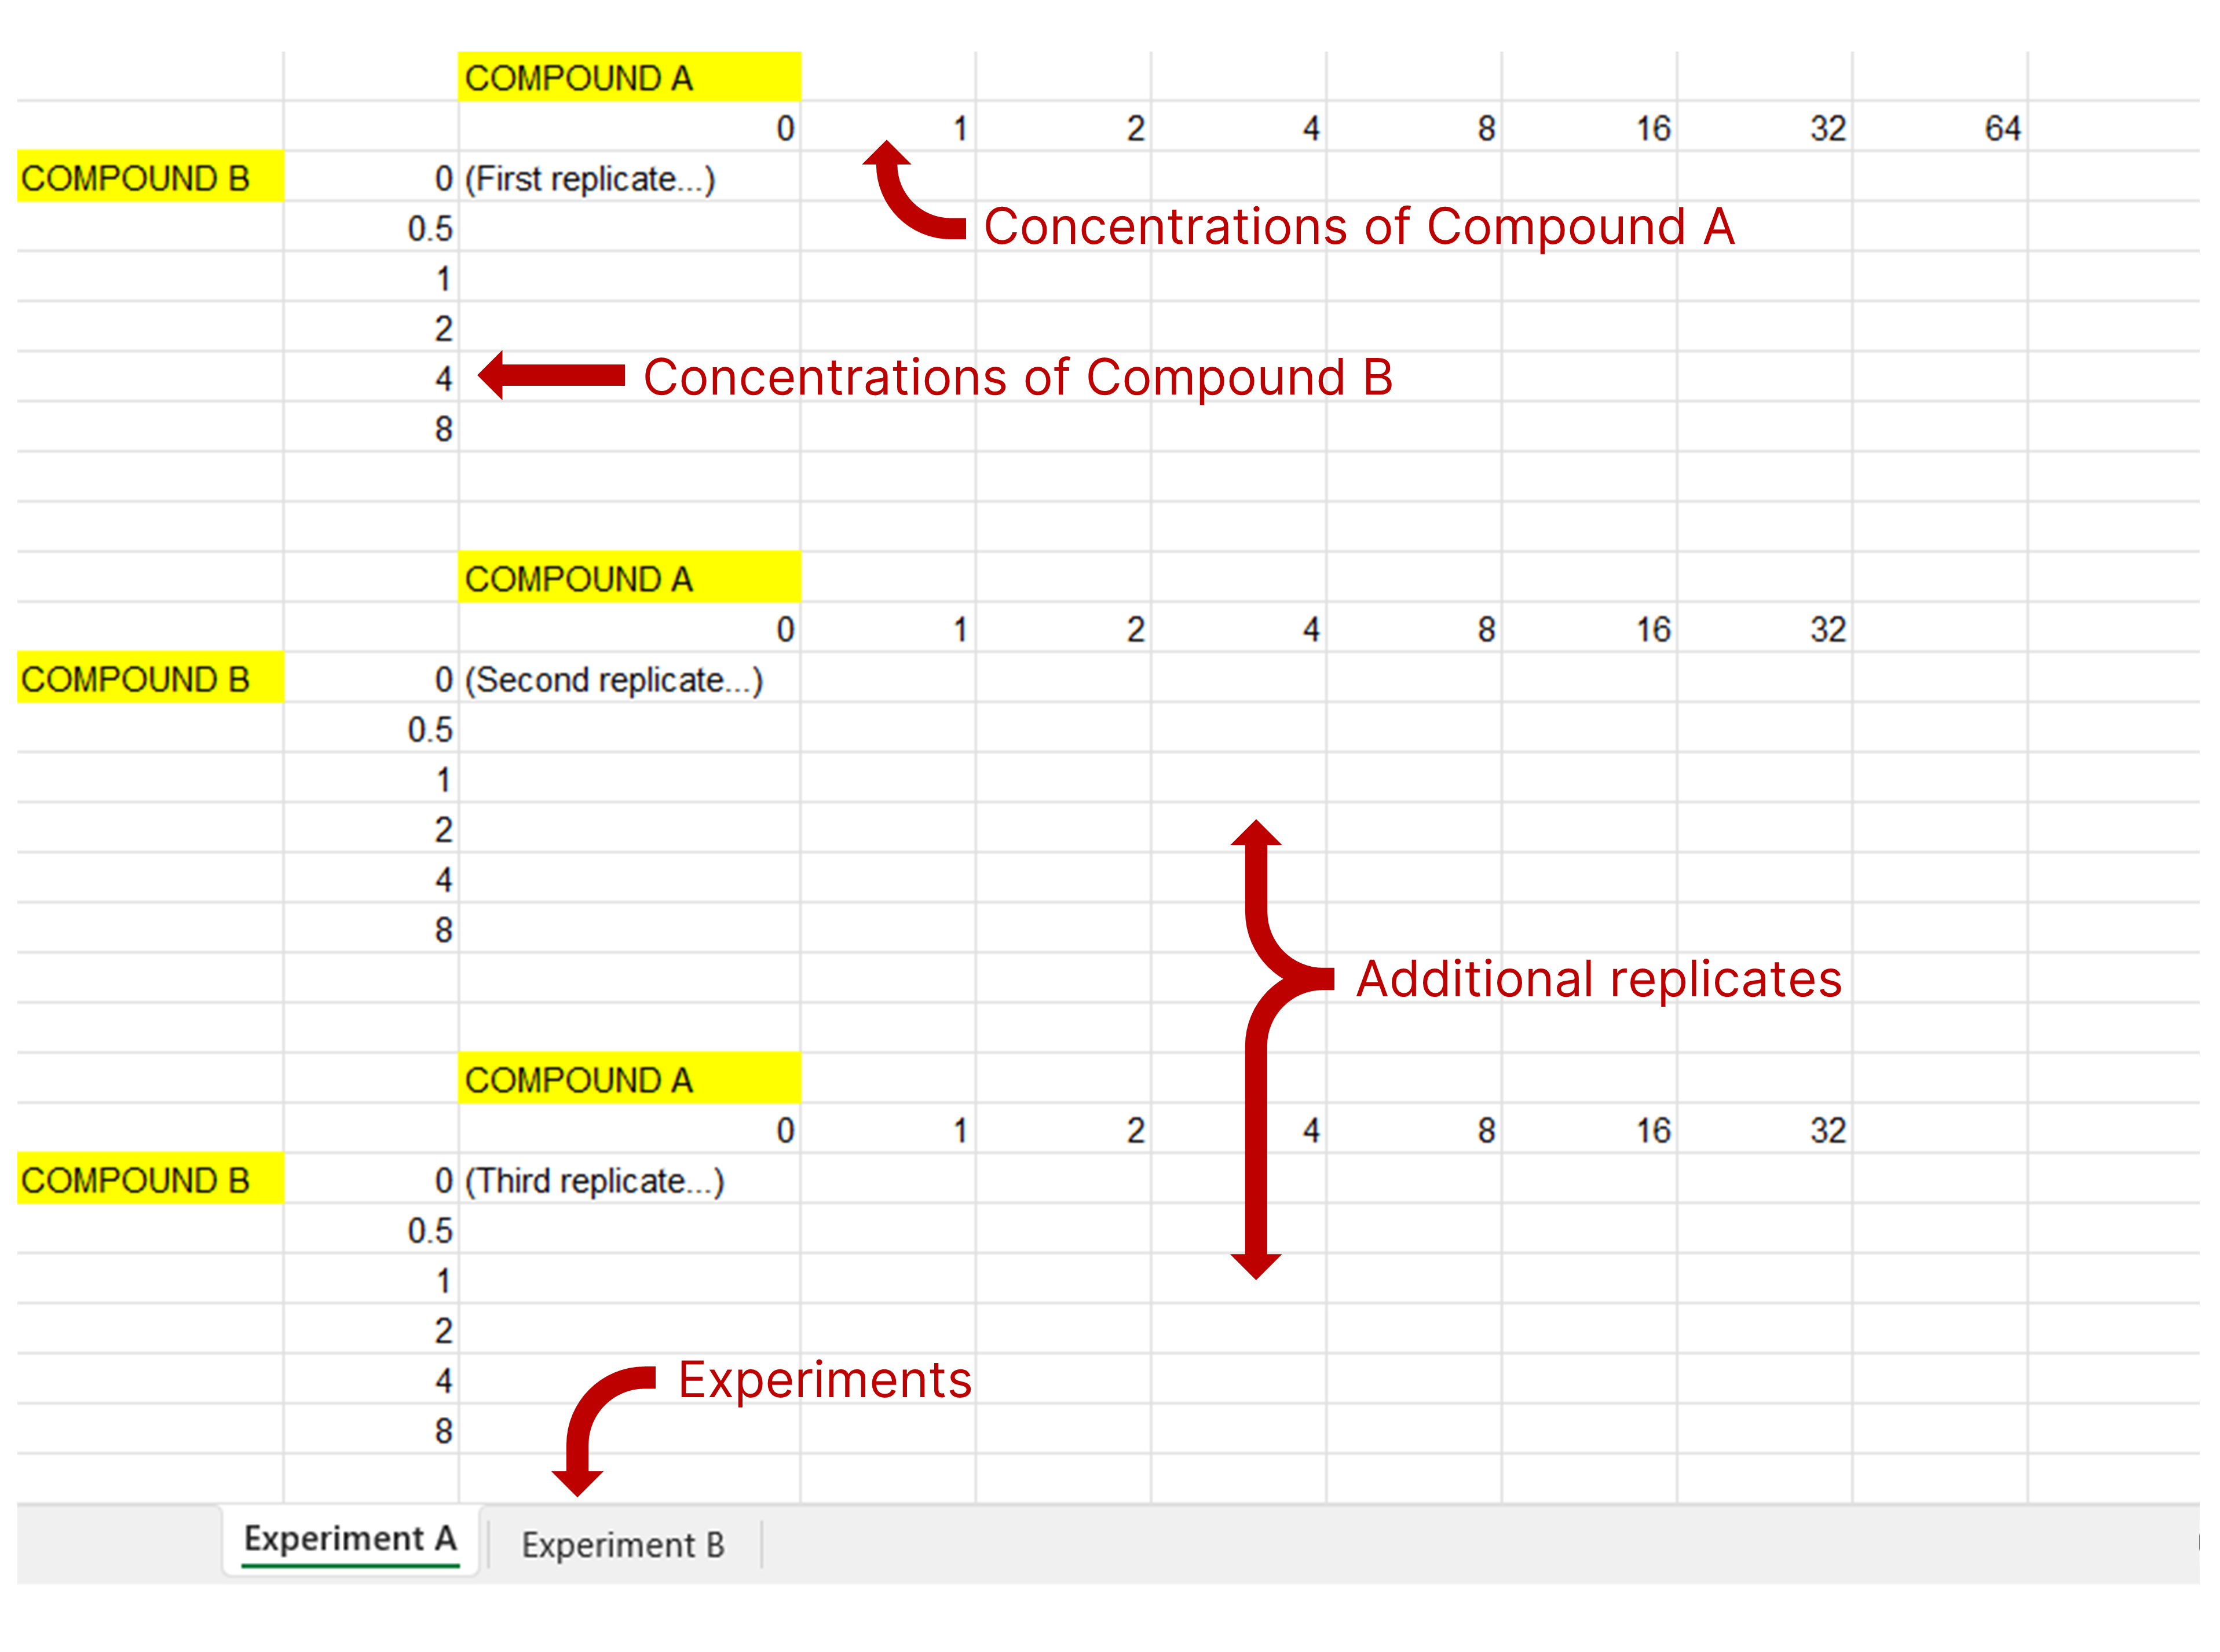 COMPOUND A
0 1 2 4 8 16 32 64
COMPOUND B 0 (First replicate...)
0.5 Concentrations of Compound A
1
2
4 Concentrations of Compound B
8
COMPOUND A
0 1 2 4 8 16 32
COMPOUND B 0 (Second replicate...)
0.5
1
2
4
8
Additional replicates
COMPOUND A
0 1 2 4 8 16 32
COMPOUND B 0 (Third replicate...)
0.5
1
2
4 Experiments
8
Experiment A Experiment B